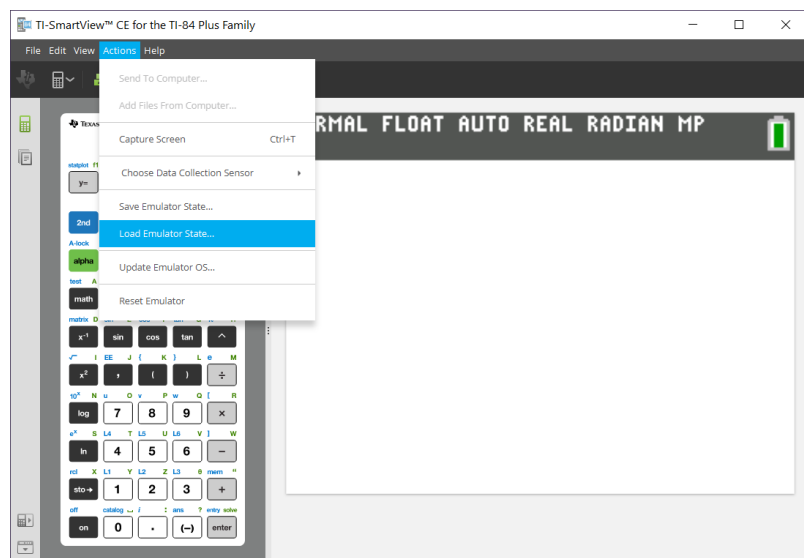 TI-SmartView™ CE for the TI-84 Plus Family
File Edit View Actions Help
Send To Computer...
Add Files From Computer...
Capture Screen Ctrl+T
Choose Data Collection Sensor
Save Emulator State...
Load Emulator State...
Update Emulator OS...
Reset Emulator
RMAL FLOAT AUTO REAL RADIAN MP
TEXAS
statplot f1
y=
2nd
A-lock
alpha
test A
math
matrix D
x⁻¹ sin cos tan ^
√ I EE J { K } L e M
x² , ( ) ÷
10ˣ N u O v P w Q [ R
log 7 8 9 ×
eˣ S L4 T L5 U L6 V ] W
ln 4 5 6 −
rcl X L1 Y L2 Z L3 θ mem "
sto→ 1 2 3 +
off catalog i : ans ? entry solve
on 0 . (−) enter